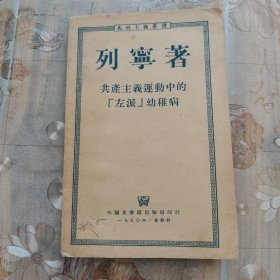 馬列主義叢書
列寧著
共產主義運動中的
「左派」幼稚病
外國文書籍出版局印行
一九五〇年·莫斯科